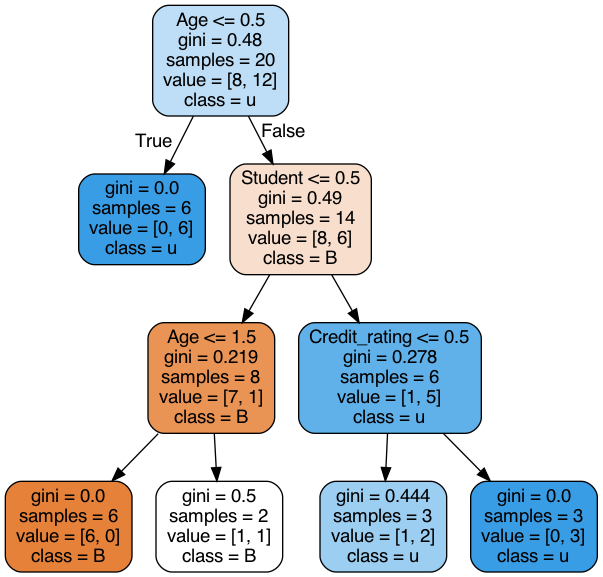 Age <= 0.5
gini = 0.48
samples = 20
value = [8, 12]
class = u
True
False
gini = 0.0
samples = 6
value = [0, 6]
class = u
Student <= 0.5
gini = 0.49
samples = 14
value = [8, 6]
class = B
Age <= 1.5
gini = 0.219
samples = 8
value = [7, 1]
class = B
Credit_rating <= 0.5
gini = 0.278
samples = 6
value = [1, 5]
class = u
gini = 0.0
samples = 6
value = [6, 0]
class = B
gini = 0.5
samples = 2
value = [1, 1]
class = B
gini = 0.444
samples = 3
value = [1, 2]
class = u
gini = 0.0
samples = 3
value = [0, 3]
class = u